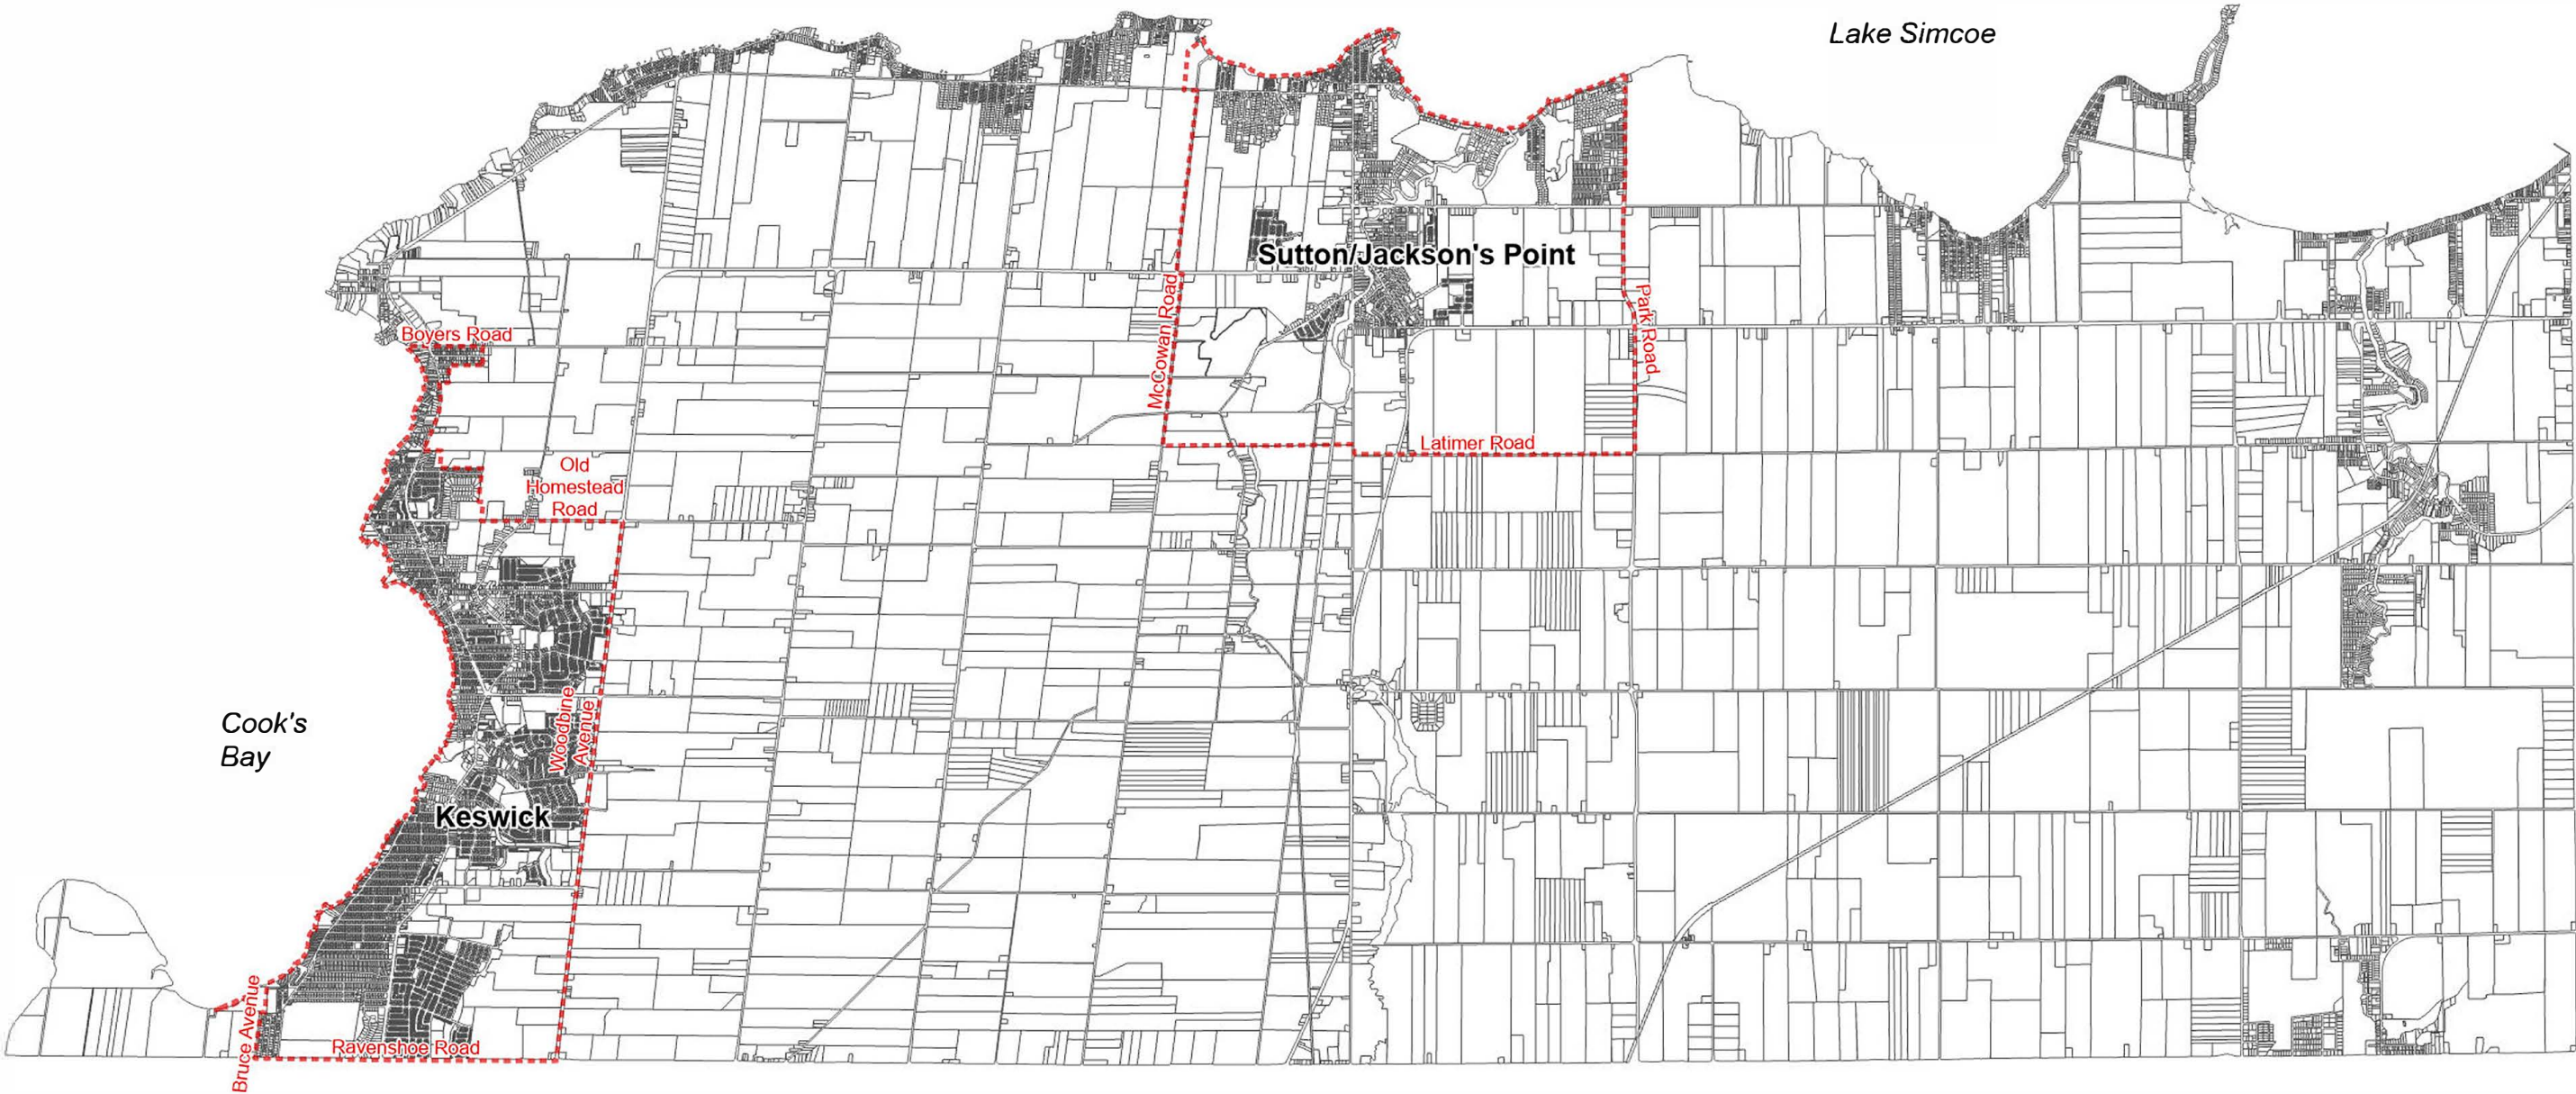 Lake Simcoe
Sutton/Jackson's Point
McCowan Road
Park Road
Boyers Road
Latimer Road
Old
Homestead
Road
Woodbine
Avenue
Cook's
Bay
Keswick
Bruce Avenue
Ravenshoe Road